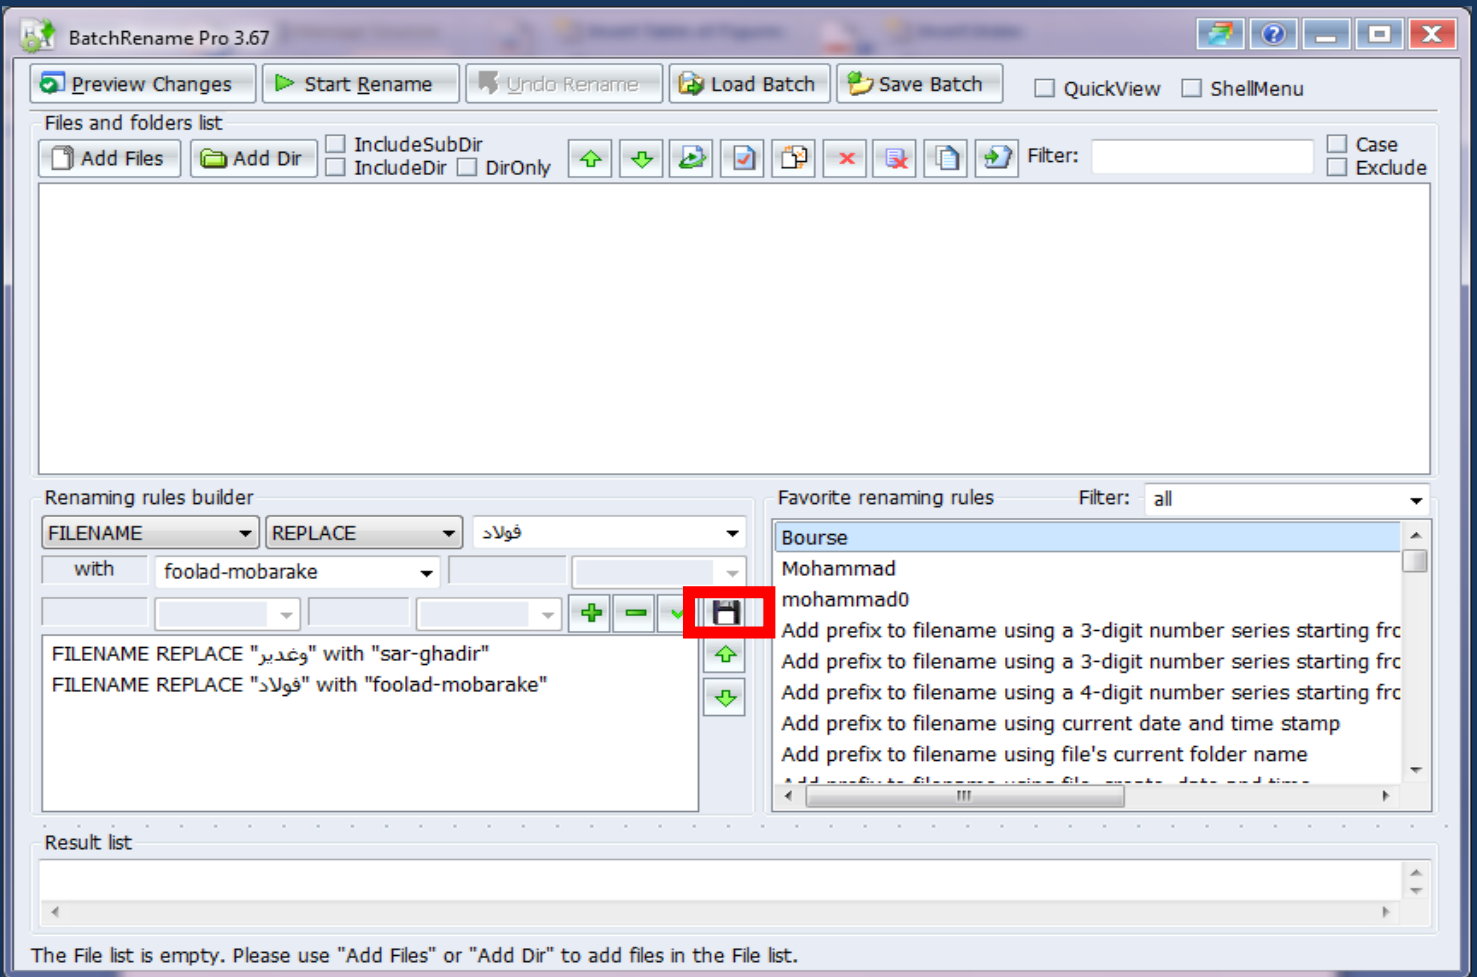 BatchRename Pro 3.67
Preview Changes Start Rename Undo Rename Load Batch Save Batch QuickView ShellMenu
Files and folders list
Add Files Add Dir IncludeSubDir IncludeDir DirOnly Filter: Case Exclude
Renaming rules builder
FILENAME REPLACE فولاد
with foolad-mobarake
FILENAME REPLACE "وغدیر" with "sar-ghadir"
FILENAME REPLACE "فولاد" with "foolad-mobarake"
Favorite renaming rules Filter: all
Bourse
Mohammad
mohammad0
Add prefix to filename using a 3-digit number series starting frc
Add prefix to filename using a 3-digit number series starting frc
Add prefix to filename using a 4-digit number series starting frc
Add prefix to filename using current date and time stamp
Add prefix to filename using file's current folder name
Result list
The File list is empty. Please use "Add Files" or "Add Dir" to add files in the File list.